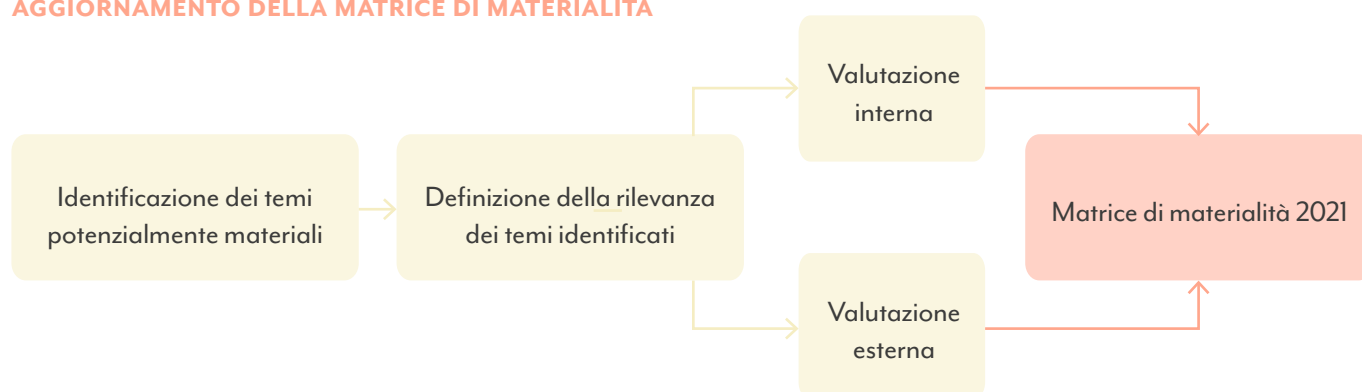 AGGIORNAMENTO DELLA MATRICE DI MATERIALITÀ
Valutazione
interna
Identificazione dei temi
potenzialmente materiali
Definizione della rilevanza
dei temi identificati
Matrice di materialità 2021
Valutazione
esterna